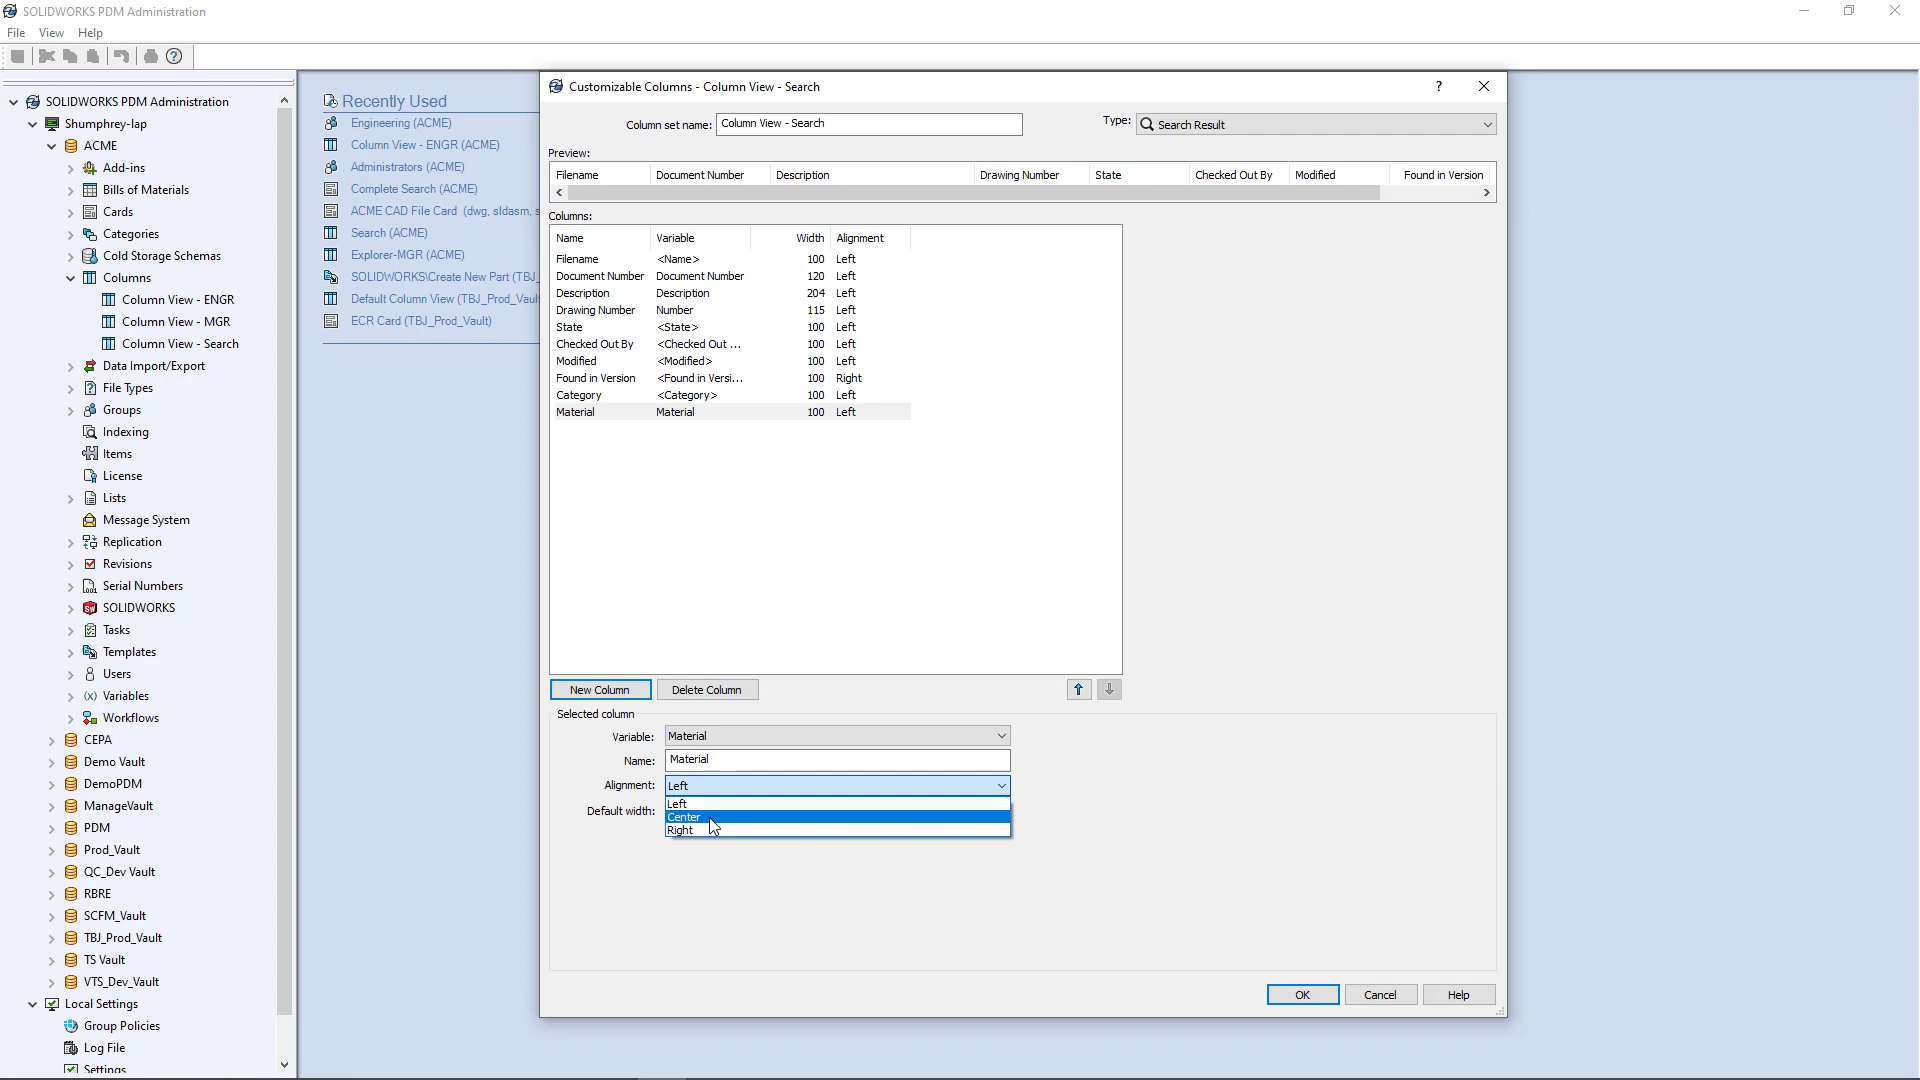 SOLIDWORKS PDM Administration
File View Help
SOLIDWORKS PDM Administration
Shumphrey-lap
ACME
Add-ins
Bills of Materials
Cards
Categories
Cold Storage Schemas
Columns
Column View - ENGR
Column View - MGR
Column View - Search
Data Import/Export
File Types
Groups
Indexing
Items
License
Lists
Message System
Replication
Revisions
Serial Numbers
SOLIDWORKS
Tasks
Templates
Users
Variables
Workflows
CEPA
Demo Vault
DemoPDM
ManageVault
PDM
Prod_Vault
QC_Dev Vault
RBRE
SCFM_Vault
TBJ_Prod_Vault
TS Vault
VTS_Dev_Vault
Local Settings
Group Policies
Log File
Settings
Recently Used
Engineering (ACME)
Column View - ENGR (ACME)
Administrators (ACME)
Complete Search (ACME)
ACME CAD File Card (dwg, sldasm, s
Search (ACME)
Explorer-MGR (ACME)
SOLIDWORKS\Create New Part (TBJ_
Default Column View (TBJ_Prod_Vaul
ECR Card (TBJ_Prod_Vault)
Customizable Columns - Column View - Search
Column set name: Column View - Search Type: Search Result
Preview:
Filename Document Number Description Drawing Number State Checked Out By Modified Found in Version
Columns:
Name Variable Width Alignment
Filename <Name> 100 Left
Document Number Document Number 120 Left
Description Description 204 Left
Drawing Number Number 115 Left
State <State> 100 Left
Checked Out By <Checked Out ... 100 Left
Modified <Modified> 100 Left
Found in Version <Found in Versi... 100 Right
Category <Category> 100 Left
Material Material 100 Left
New Column Delete Column
Selected column
Variable: Material
Name: Material
Alignment: Left
Left
Default width:
Center
Right
OK Cancel Help